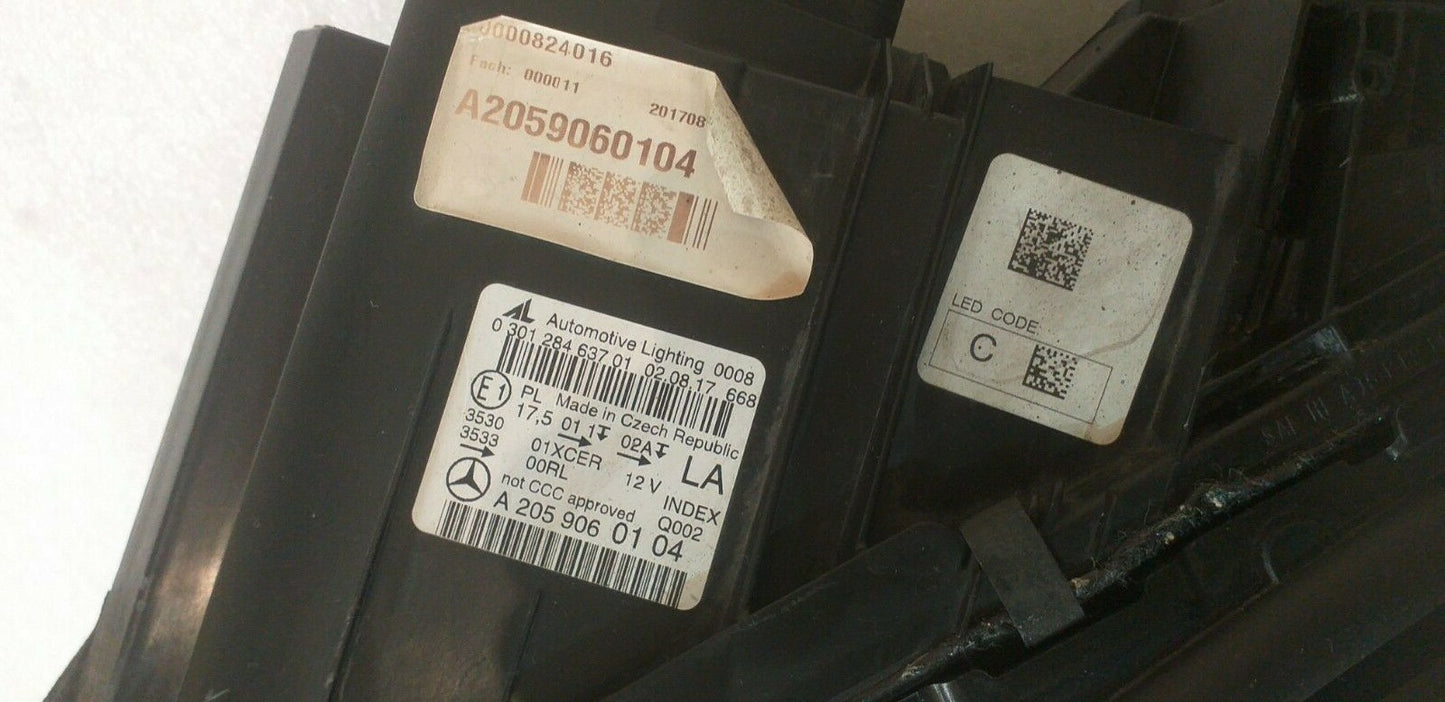 0000824016
Fach: 000011 201708
A2059060104
AL Automotive Lighting 0008
0 301 284 637 01 02.08.17 668
E1 PL Made in Czech Republic
17,5 01 1 02A
3530
3533 01XCER LA
00RL 12 V INDEX
not CCC approved Q002
A 205 906 01 04
LED CODE
C